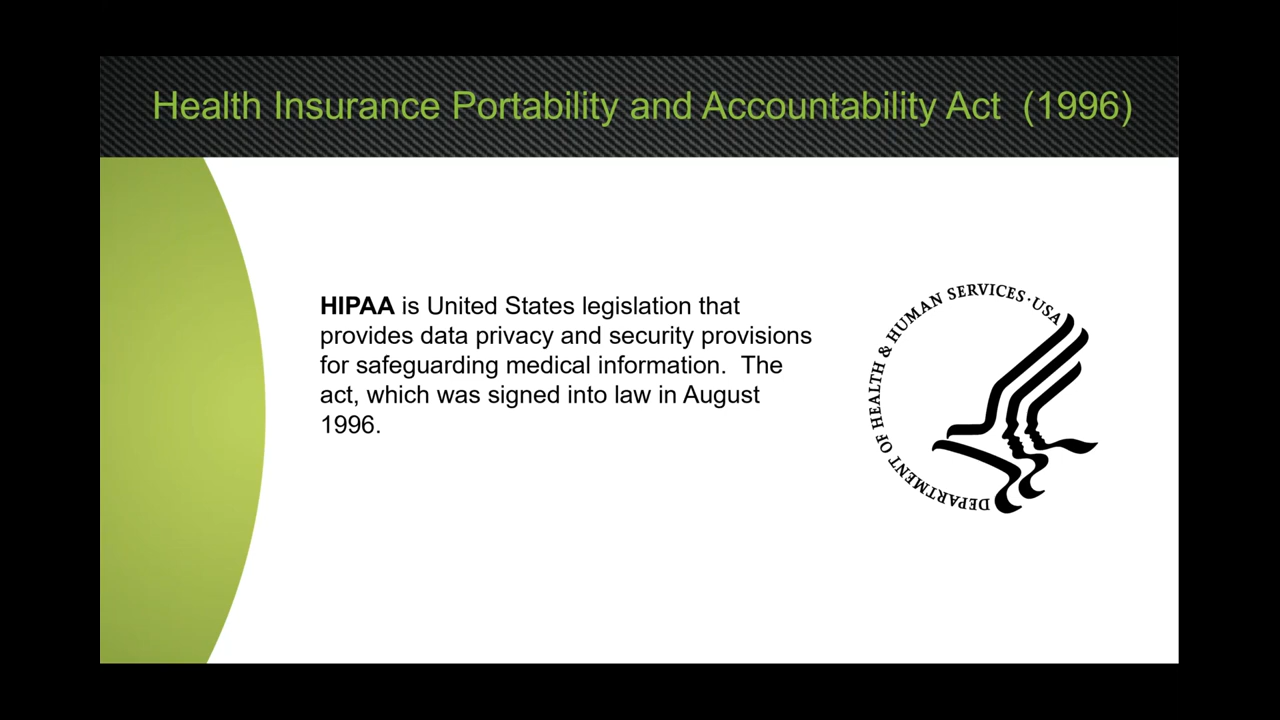 Health Insurance Portability and Accountability Act  (1996)
HIPAA is United States legislation that
provides data privacy and security provisions
for safeguarding medical information.  The
act, which was signed into law in August
1996.
DEPARTMENT OF HEALTH & HUMAN SERVICES·USA